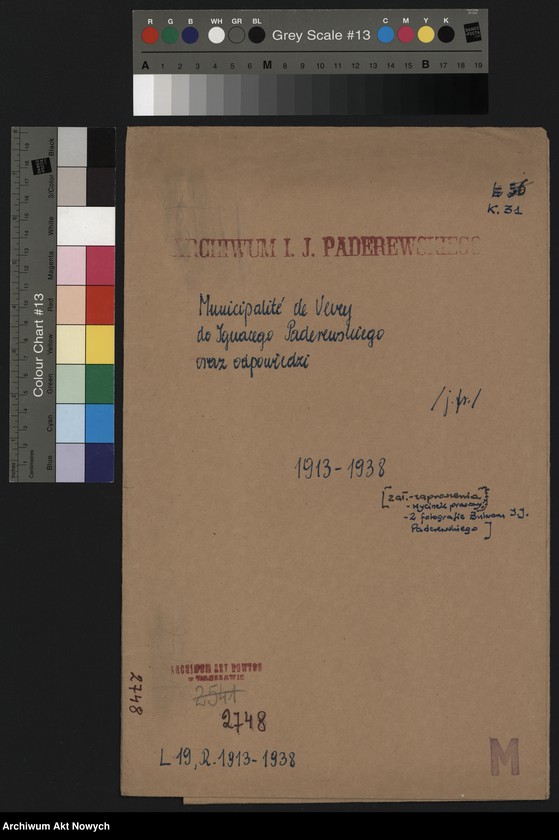 R G B WH GR BL Grey Scale #13 C M Y K
A 1 2 3 4 5 6 M 8 9 10 11 12 13 14 15 B 17 18 19
Colour Chart #13
Blue Cyan Green Yellow Red Magenta White 3/Color Black
K. 31
ARCHIWUM I. J. PADEREWSKIEGO
Municipalité de Vevey
do Ignacego Paderewskiego
oraz odpowiedzi
/j. fr./
1913-1938
[zał.-zaproszenia
- wycinek prasowy
- 2 fotografie Bulwaru I.J.
Paderewskiego]
ARCHIWUM AKT NOWYCH
w WARSZAWIE
2541
2748
2748
L 19, R. 1913-1938
M
Archiwum Akt Nowych